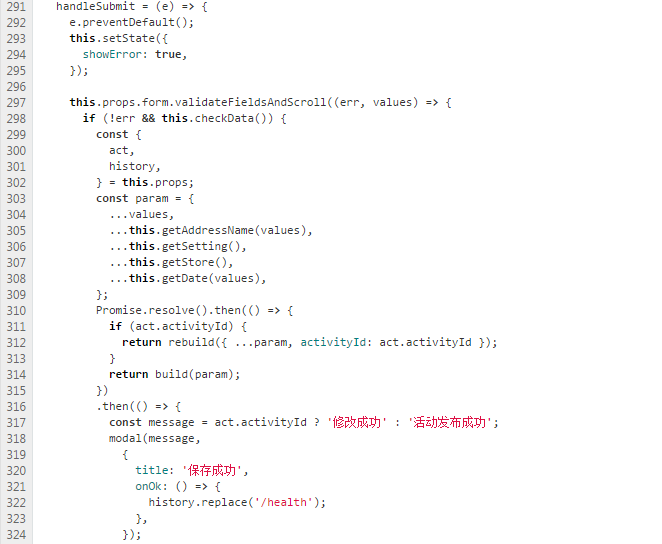 291 handleSubmit = (e) => {
292 e.preventDefault();
293 this.setState({
294 showError: true,
295 });
296
297 this.props.form.validateFieldsAndScroll((err, values) => {
298 if (!err && this.checkData()) {
299 const {
300 act,
301 history,
302 } = this.props;
303 const param = {
304 ...values,
305 ...this.getAddressName(values),
306 ...this.getSetting(),
307 ...this.getStore(),
308 ...this.getDate(values),
309 };
310 Promise.resolve().then(() => {
311 if (act.activityId) {
312 return rebuild({ ...param, activityId: act.activityId });
313 }
314 return build(param);
315 })
316 .then(() => {
317 const message = act.activityId ? '修改成功' : '活动发布成功';
318 modal(message,
319 {
320 title: '保存成功',
321 onOk: () => {
322 history.replace('/health');
323 },
324 });